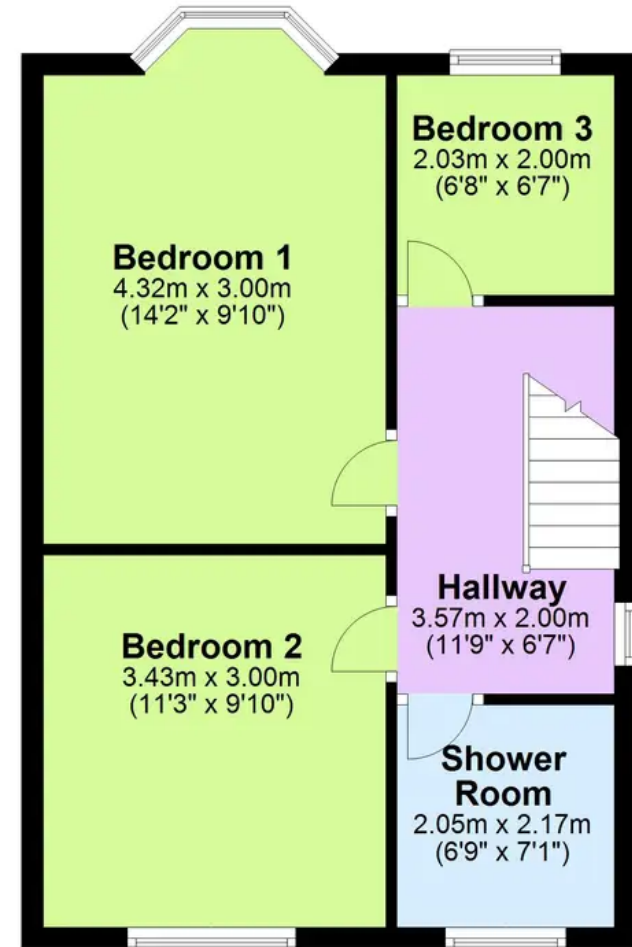 Bedroom 1
4.32m x 3.00m
(14'2" x 9'10")
Bedroom 3
2.03m x 2.00m
(6'8" x 6'7")
Hallway
3.57m x 2.00m
(11'9" x 6'7")
Bedroom 2
3.43m x 3.00m
(11'3" x 9'10")
Shower
Room
2.05m x 2.17m
(6'9" x 7'1")